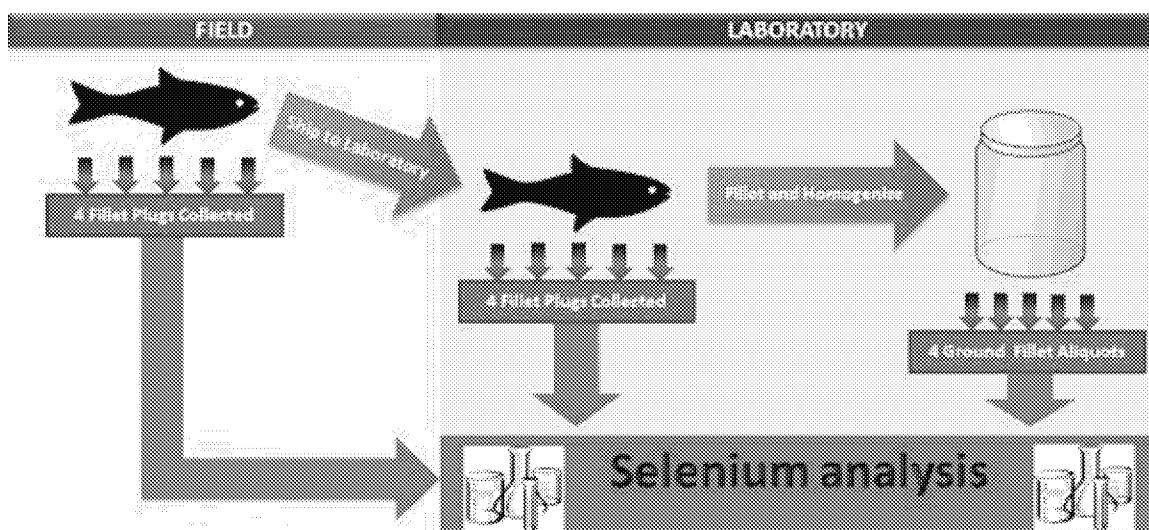 FIELD
LABORATORY
Ship to Laboratory
4 Fillet Plugs Collected
Fillet and Homogenize
4 Fillet Plugs Collected
4 Ground Fillet Aliquots
Selenium analysis